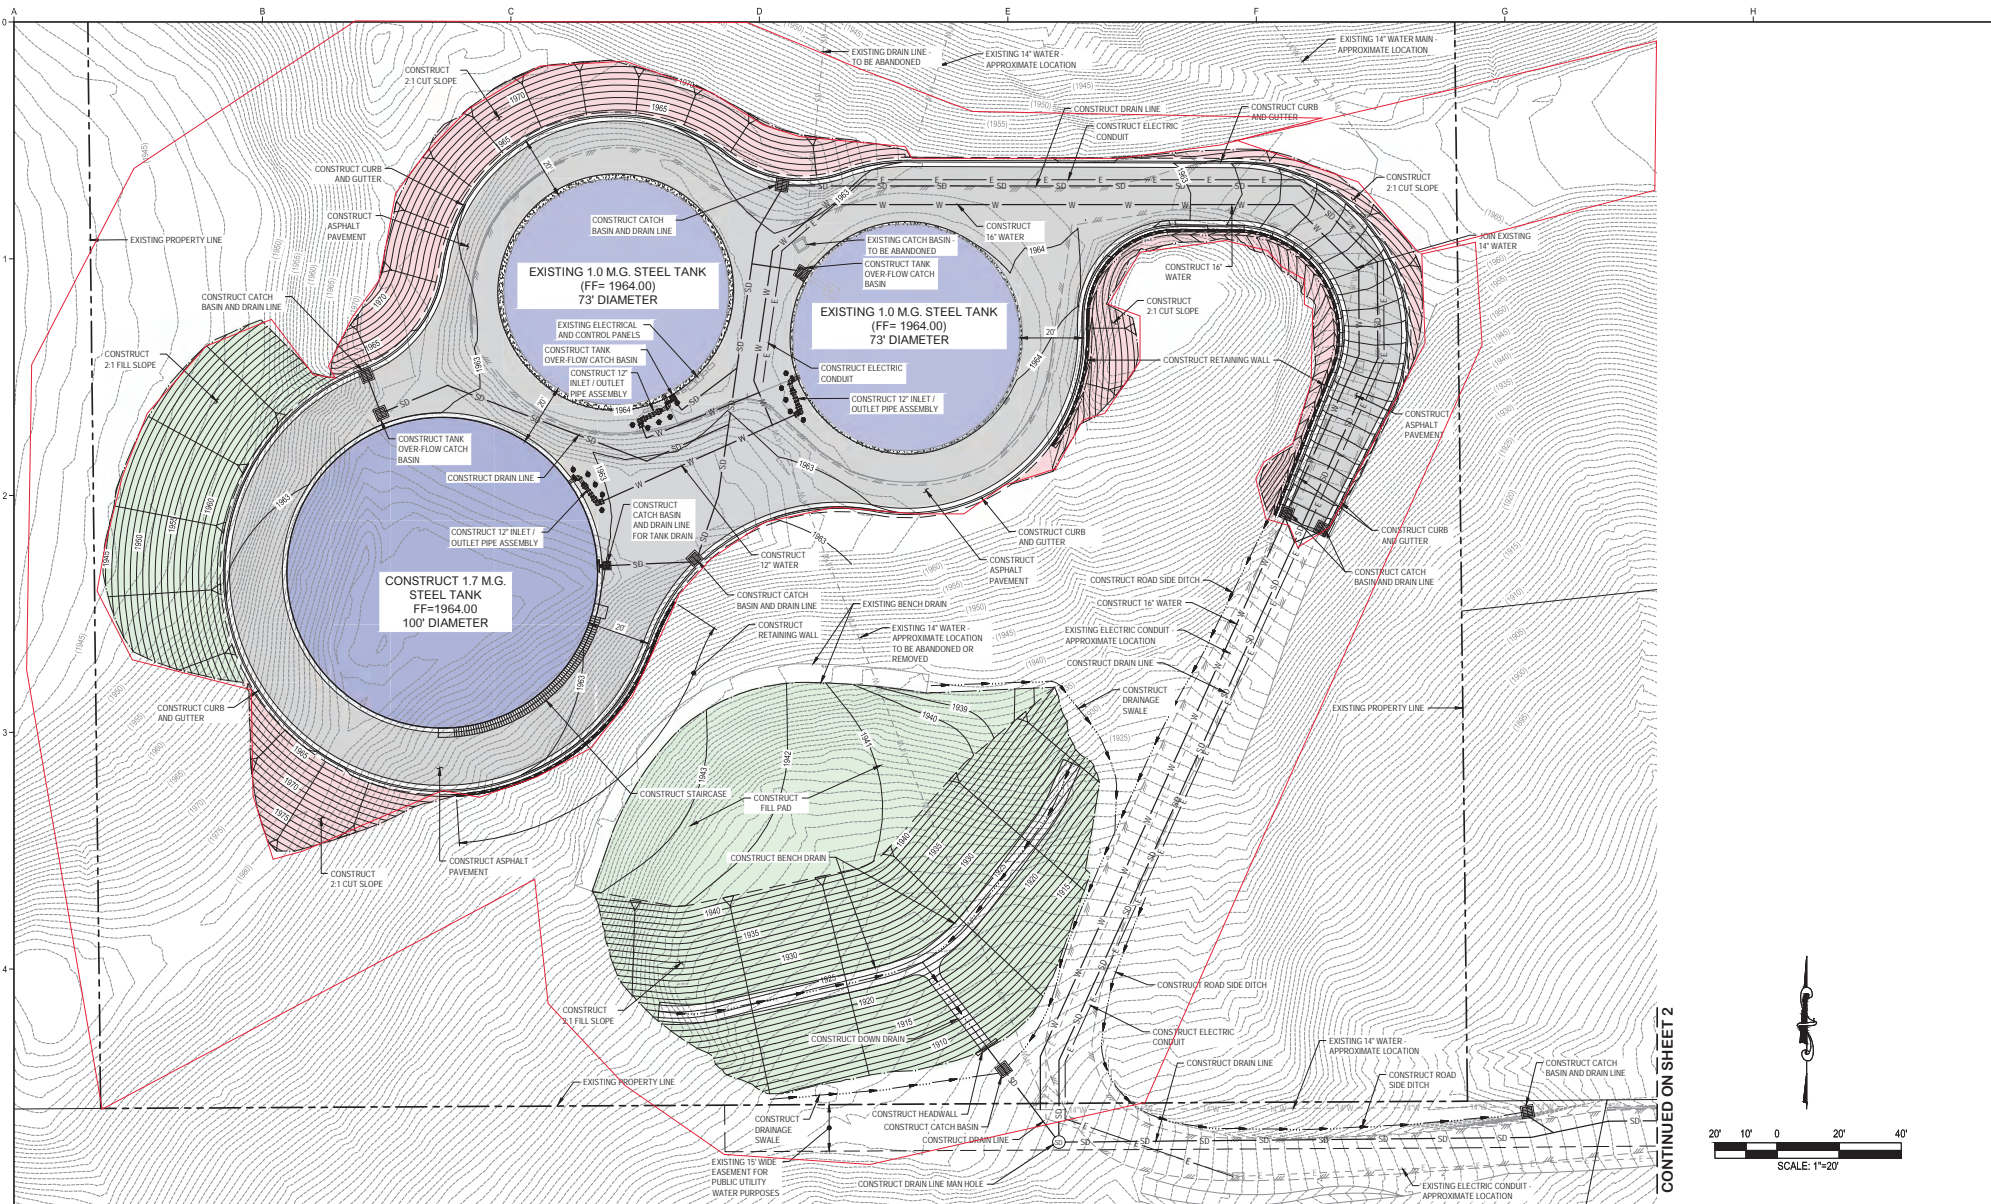 A
B
C
D
E
F
G
H
0
1
2
3
4
EXISTING DRAIN LINE -
TO BE ABANDONED
EXISTING 14" WATER -
APPROXIMATE LOCATION
EXISTING 14" WATER MAIN -
APPROXIMATE LOCATION
CONSTRUCT
2:1 CUT SLOPE
CONSTRUCT DRAIN LINE
CONSTRUCT CURB
AND GUTTER
CONSTRUCT ELECTRIC
CONDUIT
CONSTRUCT CURB
AND GUTTER
CONSTRUCT
2:1 CUT SLOPE
CONSTRUCT
ASPHALT
PAVEMENT
EXISTING PROPERTY LINE
CONSTRUCT CATCH
BASIN AND DRAIN LINE
CONSTRUCT
16" WATER
EXISTING CATCH BASIN -
TO BE ABANDONED
CONSTRUCT TANK
OVER-FLOW CATCH
BASIN
JOIN EXISTING
14" WATER
CONSTRUCT 16"
WATER
EXISTING 1.0 M.G. STEEL TANK
(FF= 1964.00)
73' DIAMETER
EXISTING 1.0 M.G. STEEL TANK
(FF= 1964.00)
73' DIAMETER
CONSTRUCT CATCH
BASIN AND DRAIN LINE
CONSTRUCT
2:1 CUT SLOPE
EXISTING ELECTRICAL
AND CONTROL PANELS
CONSTRUCT TANK
OVER-FLOW CATCH BASIN
CONSTRUCT 12"
INLET / OUTLET
PIPE ASSEMBLY
CONSTRUCT
2:1 FILL SLOPE
CONSTRUCT RETAINING WALL
CONSTRUCT ELECTRIC
CONDUIT
CONSTRUCT 12" INLET /
OUTLET PIPE ASSEMBLY
CONSTRUCT
ASPHALT
PAVEMENT
CONSTRUCT TANK
OVER-FLOW CATCH
BASIN
CONSTRUCT DRAIN LINE
CONSTRUCT
CATCH BASIN
AND DRAIN LINE
FOR TANK DRAIN
CONSTRUCT 12" INLET /
OUTLET PIPE ASSEMBLY
CONSTRUCT
12" WATER
CONSTRUCT CURB
AND GUTTER
CONSTRUCT
ASPHALT
PAVEMENT
CONSTRUCT CURB
AND GUTTER
CONSTRUCT CATCH
BASIN AND DRAIN LINE
CONSTRUCT 1.7 M.G.
STEEL TANK
FF=1964.00
100' DIAMETER
CONSTRUCT CATCH
BASIN AND DRAIN LINE
CONSTRUCT
RETAINING WALL
EXISTING BENCH DRAIN
EXISTING 14" WATER -
APPROXIMATE LOCATION
TO BE ABANDONED OR
REMOVED
CONSTRUCT ROAD SIDE DITCH
CONSTRUCT 16" WATER
EXISTING ELECTRIC CONDUIT -
APPROXIMATE LOCATION
CONSTRUCT DRAIN LINE
CONSTRUCT
DRAINAGE
SWALE
EXISTING PROPERTY LINE
CONSTRUCT CURB
AND GUTTER
CONSTRUCT STAIRCASE
CONSTRUCT
FILL PAD
CONSTRUCT BENCH DRAIN
CONSTRUCT ASPHALT
PAVEMENT
CONSTRUCT
2:1 CUT SLOPE
CONSTRUCT
2:1 FILL SLOPE
CONSTRUCT DOWN DRAIN
CONSTRUCT ROAD SIDE DITCH
CONSTRUCT ELECTRIC
CONDUIT
CONSTRUCT DRAIN LINE
EXISTING 14" WATER -
APPROXIMATE LOCATION
CONSTRUCT ROAD
SIDE DITCH
CONSTRUCT CATCH
BASIN AND DRAIN LINE
EXISTING PROPERTY LINE
CONSTRUCT
DRAINAGE
SWALE
CONSTRUCT HEADWALL
CONSTRUCT CATCH BASIN
CONSTRUCT DRAIN LINE
EXISTING 15' WIDE
EASEMENT FOR
PUBLIC UTILITY
WATER PURPOSES
CONSTRUCT DRAIN LINE MAN HOLE
EXISTING ELECTRIC CONDUIT -
APPROXIMATE LOCATION
CONTINUED ON SHEET 2
20' 10' 0 20' 40'
SCALE: 1"=20'